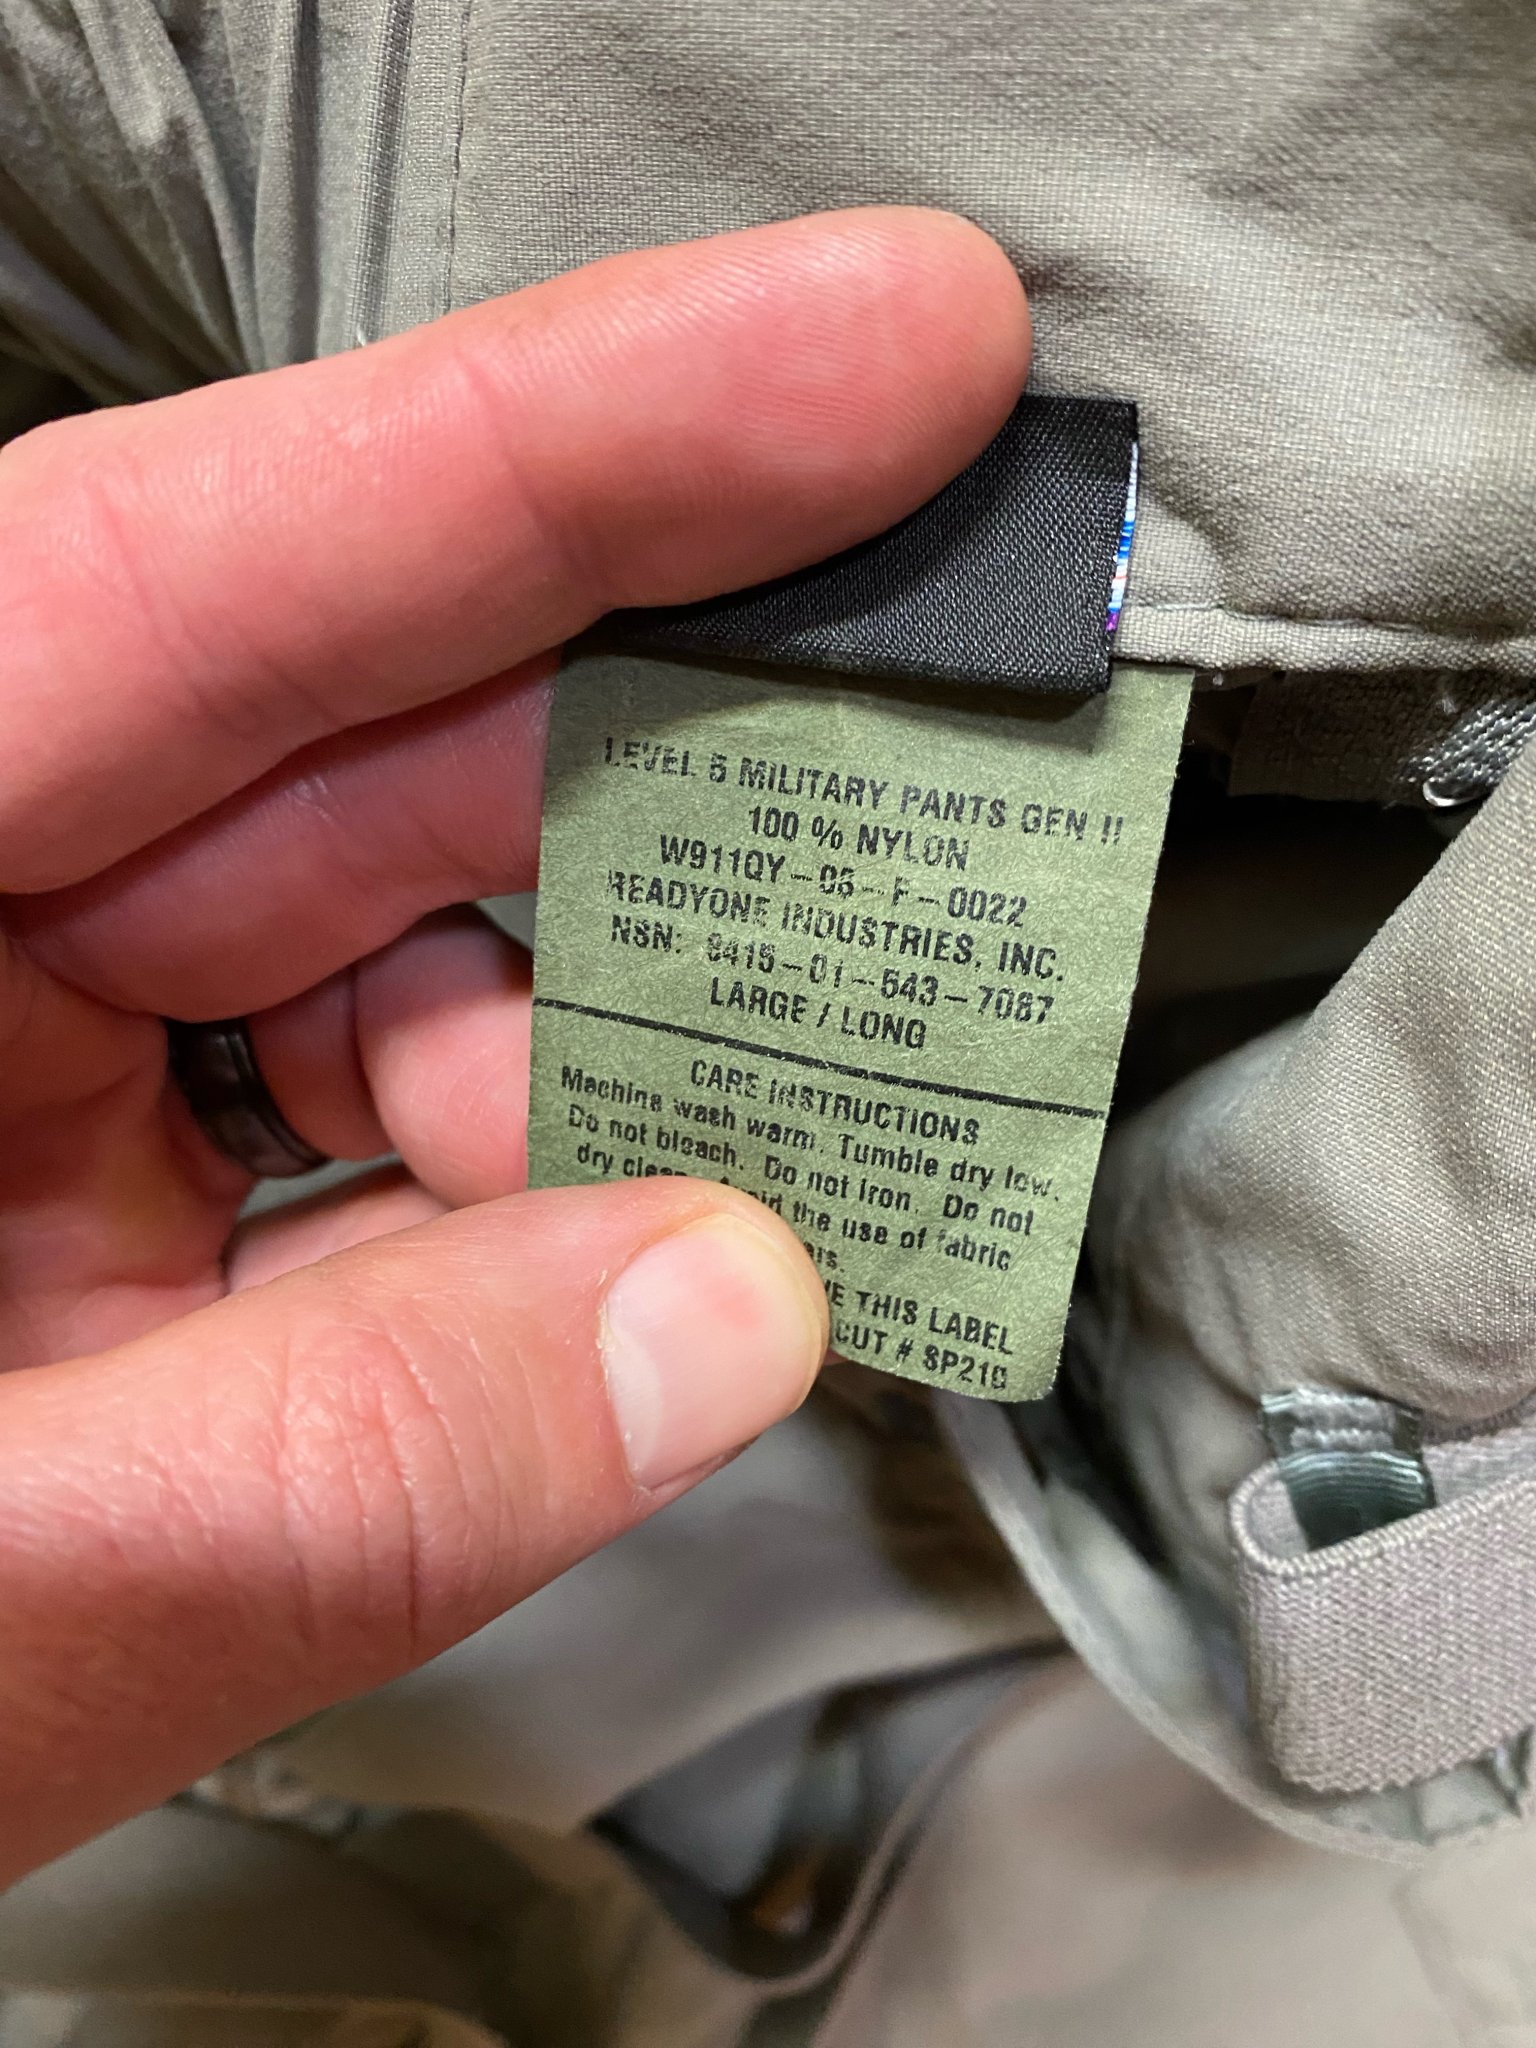 LEVEL 5 MILITARY PANTS GEN II
100 % NYLON
W911QY-06-F-0022
READYONE INDUSTRIES, INC.
NSN: 8415-01-543-7087
LARGE / LONG
CARE INSTRUCTIONS
Machine wash warm. Tumble dry low.
Do not bleach. Do not iron. Do not
dry the use of fabric
THIS LABEL
CUT # SP210